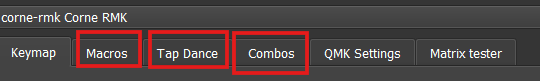 corne-rmk Corne RMK
Keymap Macros Tap Dance Combos QMK Settings Matrix tester